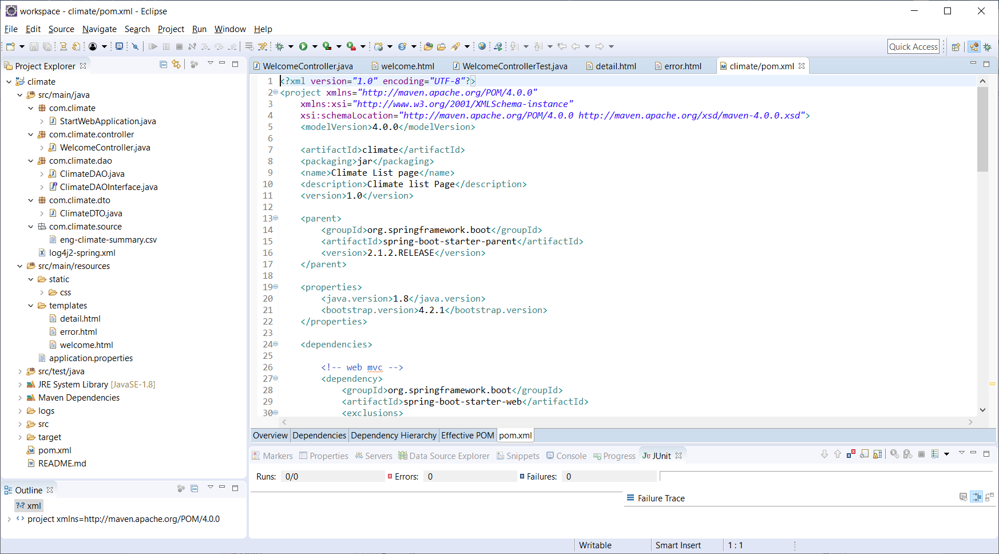 workspace - climate/pom.xml - Eclipse
File Edit Source Navigate Search Project Run Window Help
Quick Access
Project Explorer
climate
src/main/java
com.climate
StartWebApplication.java
com.climate.controller
WelcomeController.java
com.climate.dao
ClimateDAO.java
ClimateDAOInterface.java
com.climate.dto
ClimateDTO.java
com.climate.source
eng-climate-summary.csv
log4j2-spring.xml
src/main/resources
static
css
templates
detail.html
error.html
welcome.html
application.properties
src/test/java
JRE System Library [JavaSE-1.8]
Maven Dependencies
logs
src
target
pom.xml
README.md
Outline
?=? xml
project xmlns=http://maven.apache.org/POM/4.0.0
WelcomeController.java welcome.html WelcomeControllerTest.java detail.html error.html climate/pom.xml
1 <?xml version="1.0" encoding="UTF-8"?>
2 <project xmlns="http://maven.apache.org/POM/4.0.0"
3 xmlns:xsi="http://www.w3.org/2001/XMLSchema-instance"
4 xsi:schemaLocation="http://maven.apache.org/POM/4.0.0 http://maven.apache.org/xsd/maven-4.0.0.xsd">
5 <modelVersion>4.0.0</modelVersion>
6
7 <artifactId>climate</artifactId>
8 <packaging>jar</packaging>
9 <name>Climate List page</name>
10 <description>Climate list Page</description>
11 <version>1.0</version>
12
13 <parent>
14 <groupId>org.springframework.boot</groupId>
15 <artifactId>spring-boot-starter-parent</artifactId>
16 <version>2.1.2.RELEASE</version>
17 </parent>
18
19 <properties>
20 <java.version>1.8</java.version>
21 <bootstrap.version>4.2.1</bootstrap.version>
22 </properties>
23
24 <dependencies>
25
26 <!-- web mvc -->
27 <dependency>
28 <groupId>org.springframework.boot</groupId>
29 <artifactId>spring-boot-starter-web</artifactId>
30 <exclusions>
Overview Dependencies Dependency Hierarchy Effective POM pom.xml
Markers Properties Servers Data Source Explorer Snippets Console Progress JUnit
Runs: 0/0 Errors: 0 Failures: 0
Failure Trace
Writable Smart Insert 1 : 1